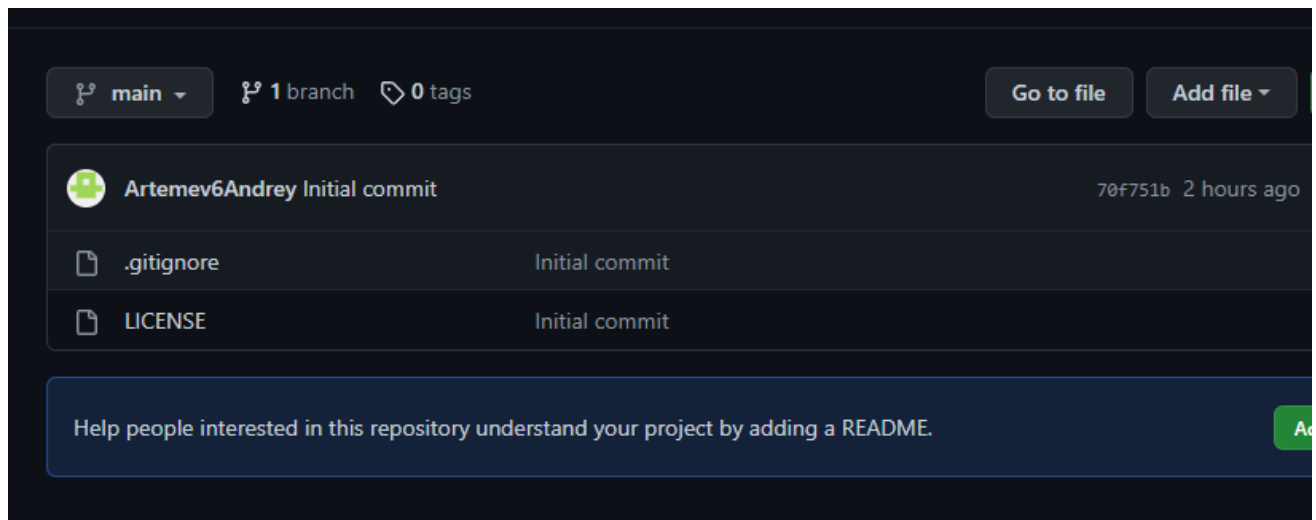 main 1 branch 0 tags Go to file Add file
Artemev6Andrey Initial commit 70f751b 2 hours ago
.gitignore Initial commit
LICENSE Initial commit
Help people interested in this repository understand your project by adding a README.